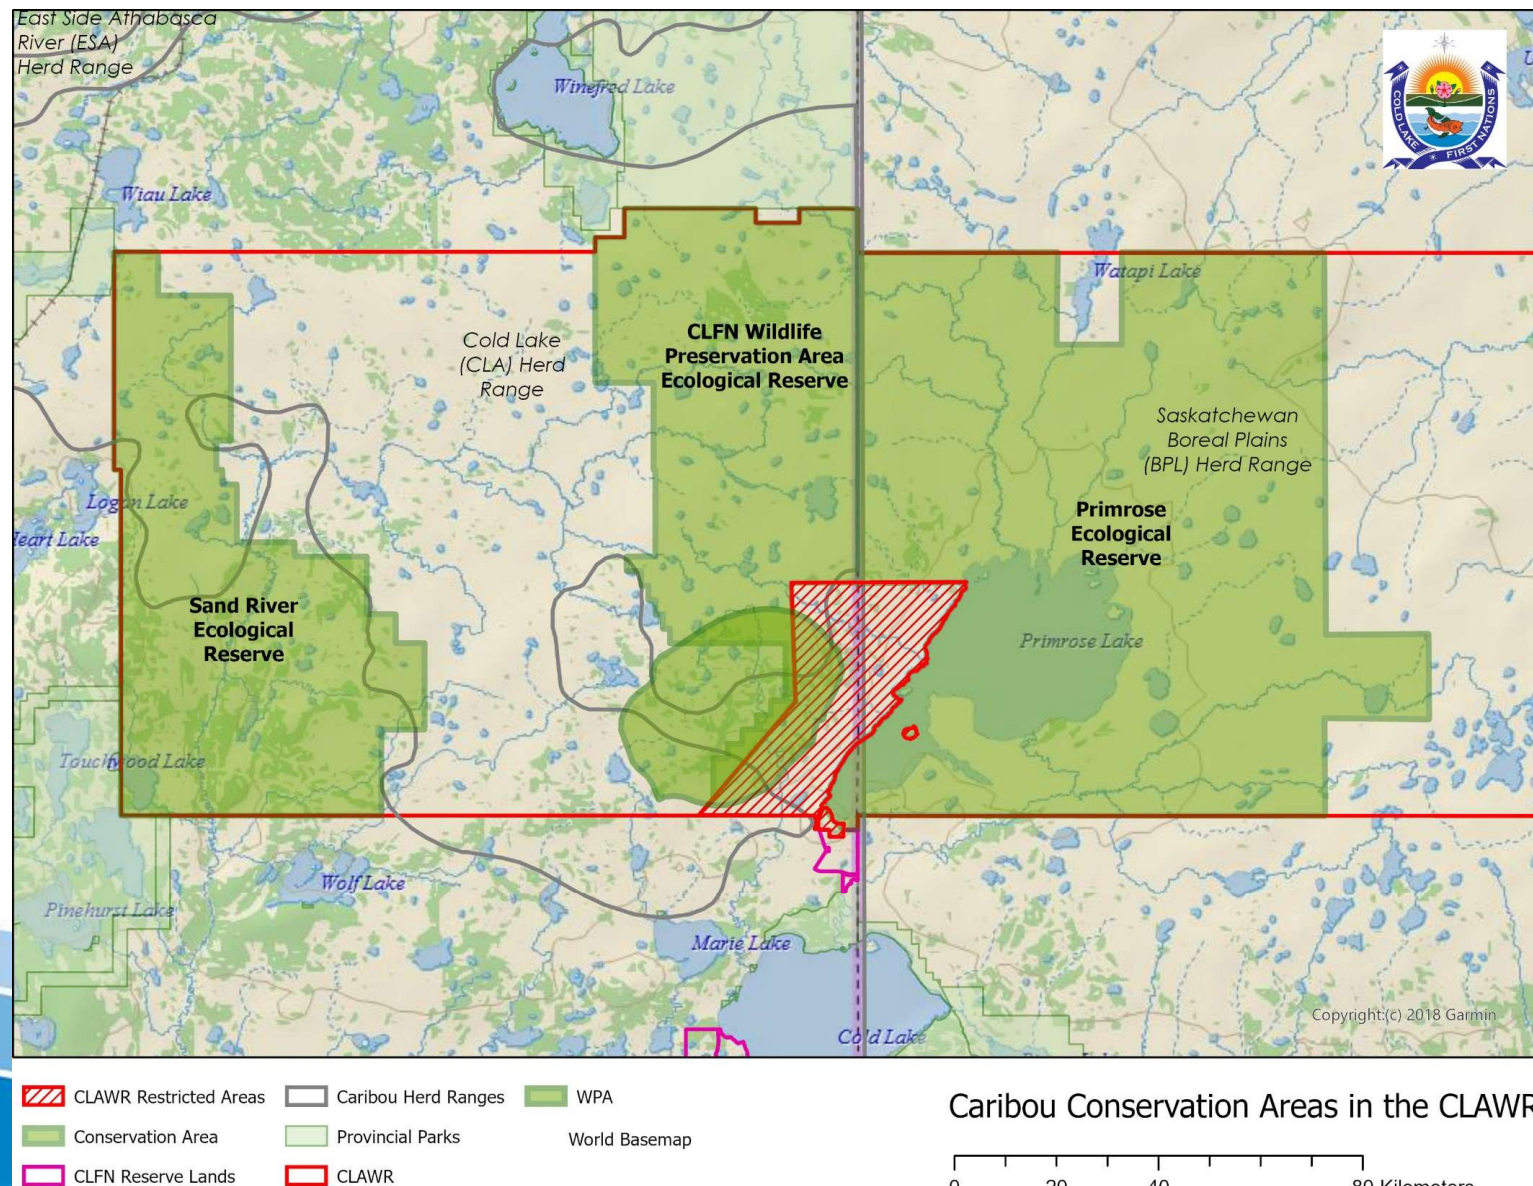 East Side Athabasca
River (ESA)
Herd Range
Winefred Lake
COLD LAKE FIRST NATIONS
Wiau Lake
Watapi Lake
Cold Lake
(CLA) Herd
Range
CLFN Wildlife
Preservation Area
Ecological Reserve
Saskatchewan
Boreal Plains
(BPL) Herd Range
Logan Lake
Heart Lake
Primrose
Ecological
Reserve
Sand River
Ecological
Reserve
Primrose Lake
Touchwood Lake
Wolf Lake
Pinehurst Lake
Marie Lake
Copyright:(c) 2018 Garmin
Cold Lake
CLAWR Restricted Areas
Caribou Herd Ranges
WPA
Conservation Area
Provincial Parks
World Basemap
CLFN Reserve Lands
CLAWR
Caribou Conservation Areas in the CLAWR
0 20 40 80 Kilometers